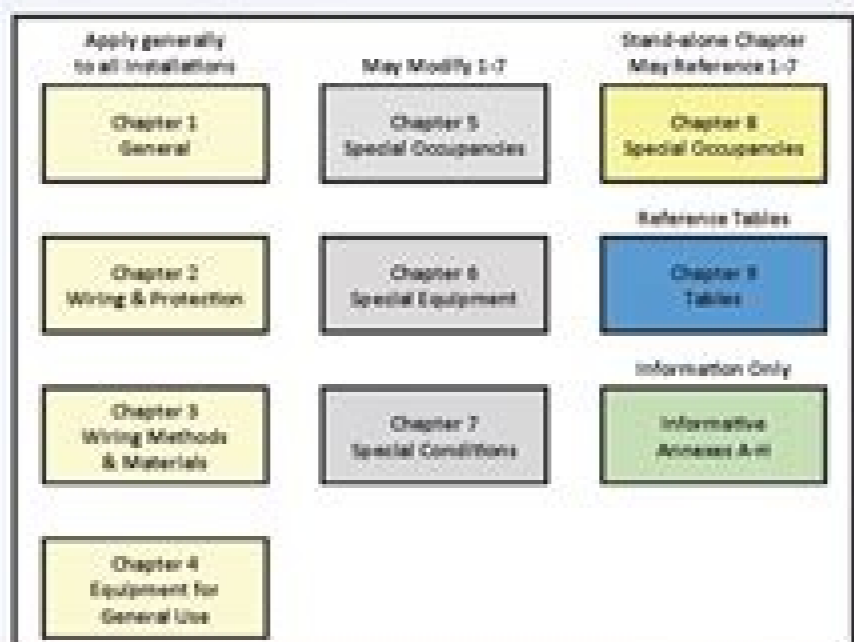 Apply generally
to all Installations
Chapter 1
General
Chapter 2
Wiring & Protection
Chapter 3
Wiring Methods
& Materials
Chapter 4
Equipment for
General Use
May Modify 1-7
Chapter 5
Special Occupancies
Chapter 6
Special Equipment
Chapter 7
Special Conditions
Stand-alone Chapter
May Reference 1-7
Chapter 8
Special Occupancies
Reference Tables
Chapter 9
Tables
Information Only
Informative
Annexes A-H